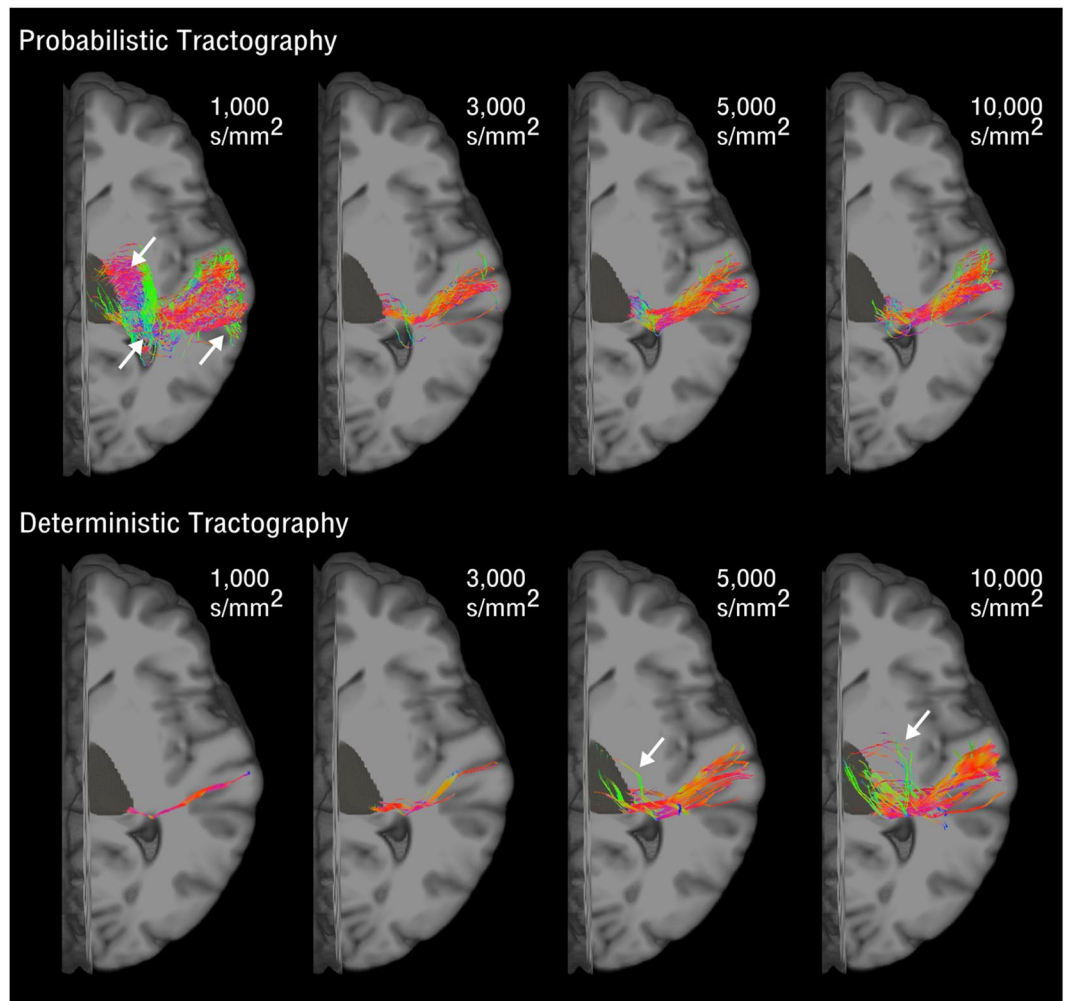 Probabilistic Tractography
1,000
s/mm2
3,000
s/mm2
5,000
s/mm2
10,000
s/mm2
Deterministic Tractography
1,000
s/mm2
3,000
s/mm2
5,000
s/mm2
10,000
s/mm2